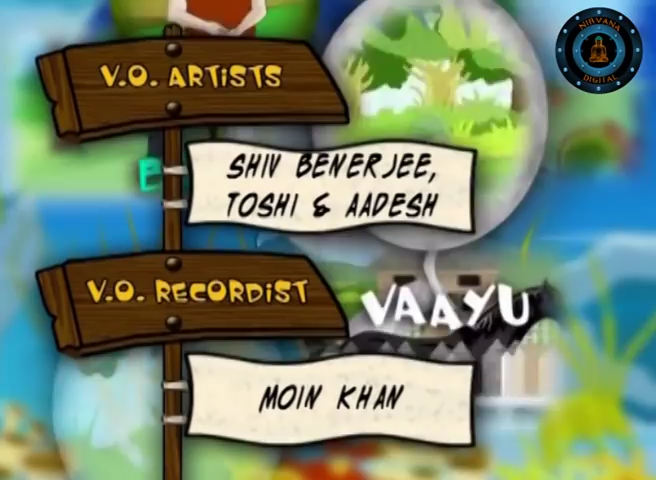 NIRVANA
DIGITAL
V.O. ARTISTS
SHIV BENERJEE,
TOSHI & AADESH
V.O. RECORDIST
VAAYU
MOIN KHAN